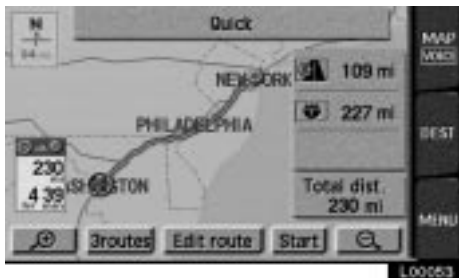 N
Quick
MAP
VOICE
NEW YORK
109 mi
PHILADELPHIA
227 mi
DEST
230
4 39
SHINGTON
Total dist.
230 mi
MENU
3routes
Edit route
Start
L00053